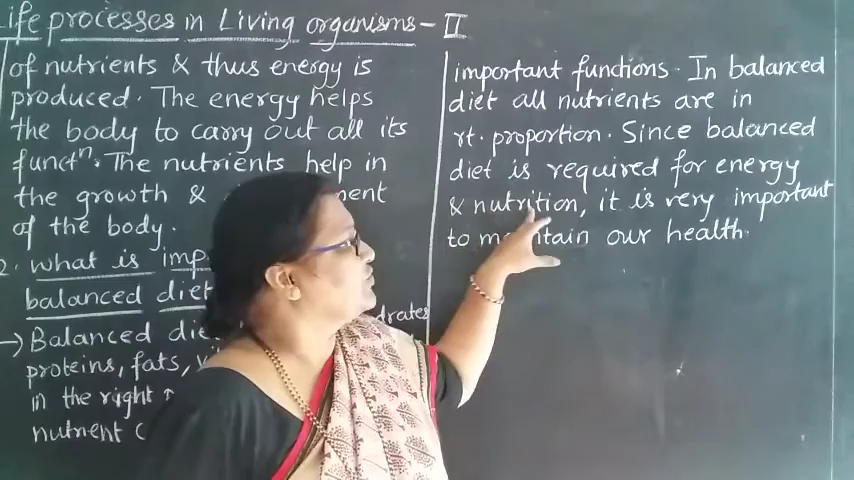 Life processes in Living organisms - II
of nutrients & thus energy is
produced. The energy helps
the body to carry out all its
functⁿ. The nutrients help in
the growth &
of the body.
2. what is
balanced diet
→ Balanced
proteins, fats,
in the right
nutrient
important functions. In balanced
diet all nutrients are in
rt. proportion. Since balanced
diet is required for energy
& nutrition, it is very important
to maintain our health.